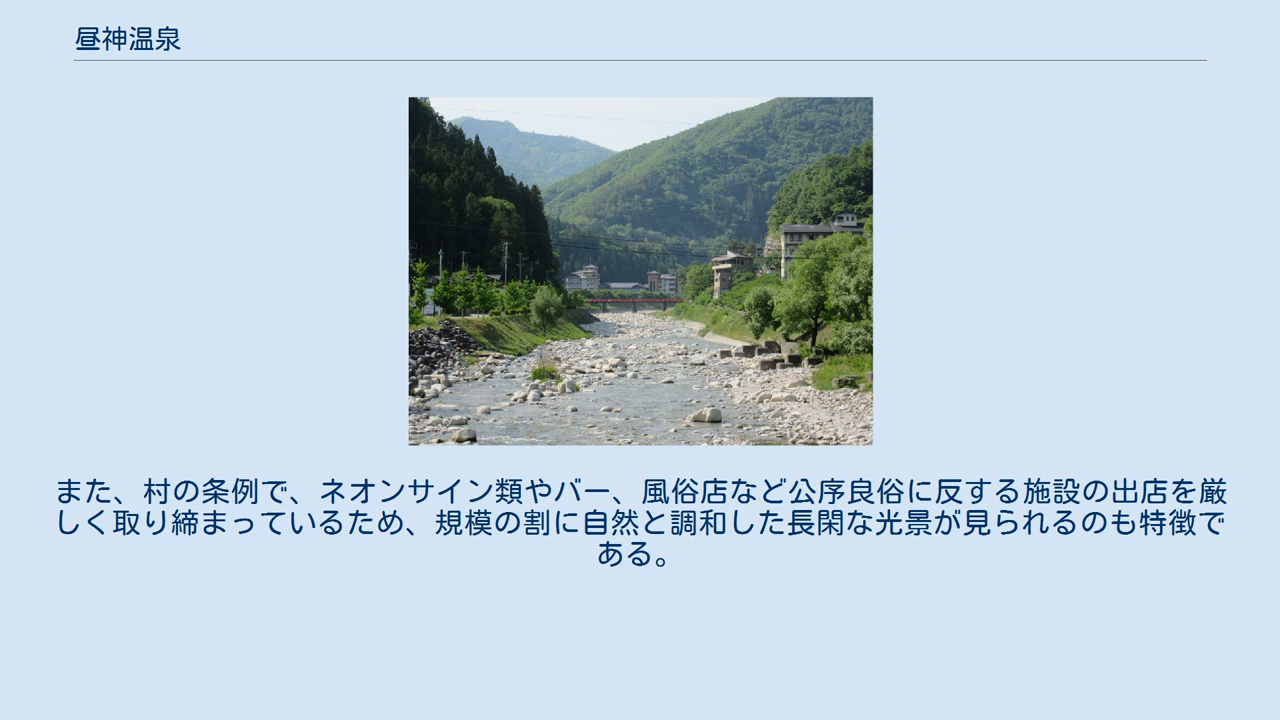 昼神温泉
また、村の条例で、ネオンサイン類やバー、風俗店など公序良俗に反する施設の出店を厳
しく取り締まっているため、規模の割に自然と調和した長閑な光景が見られるのも特徴で
ある。